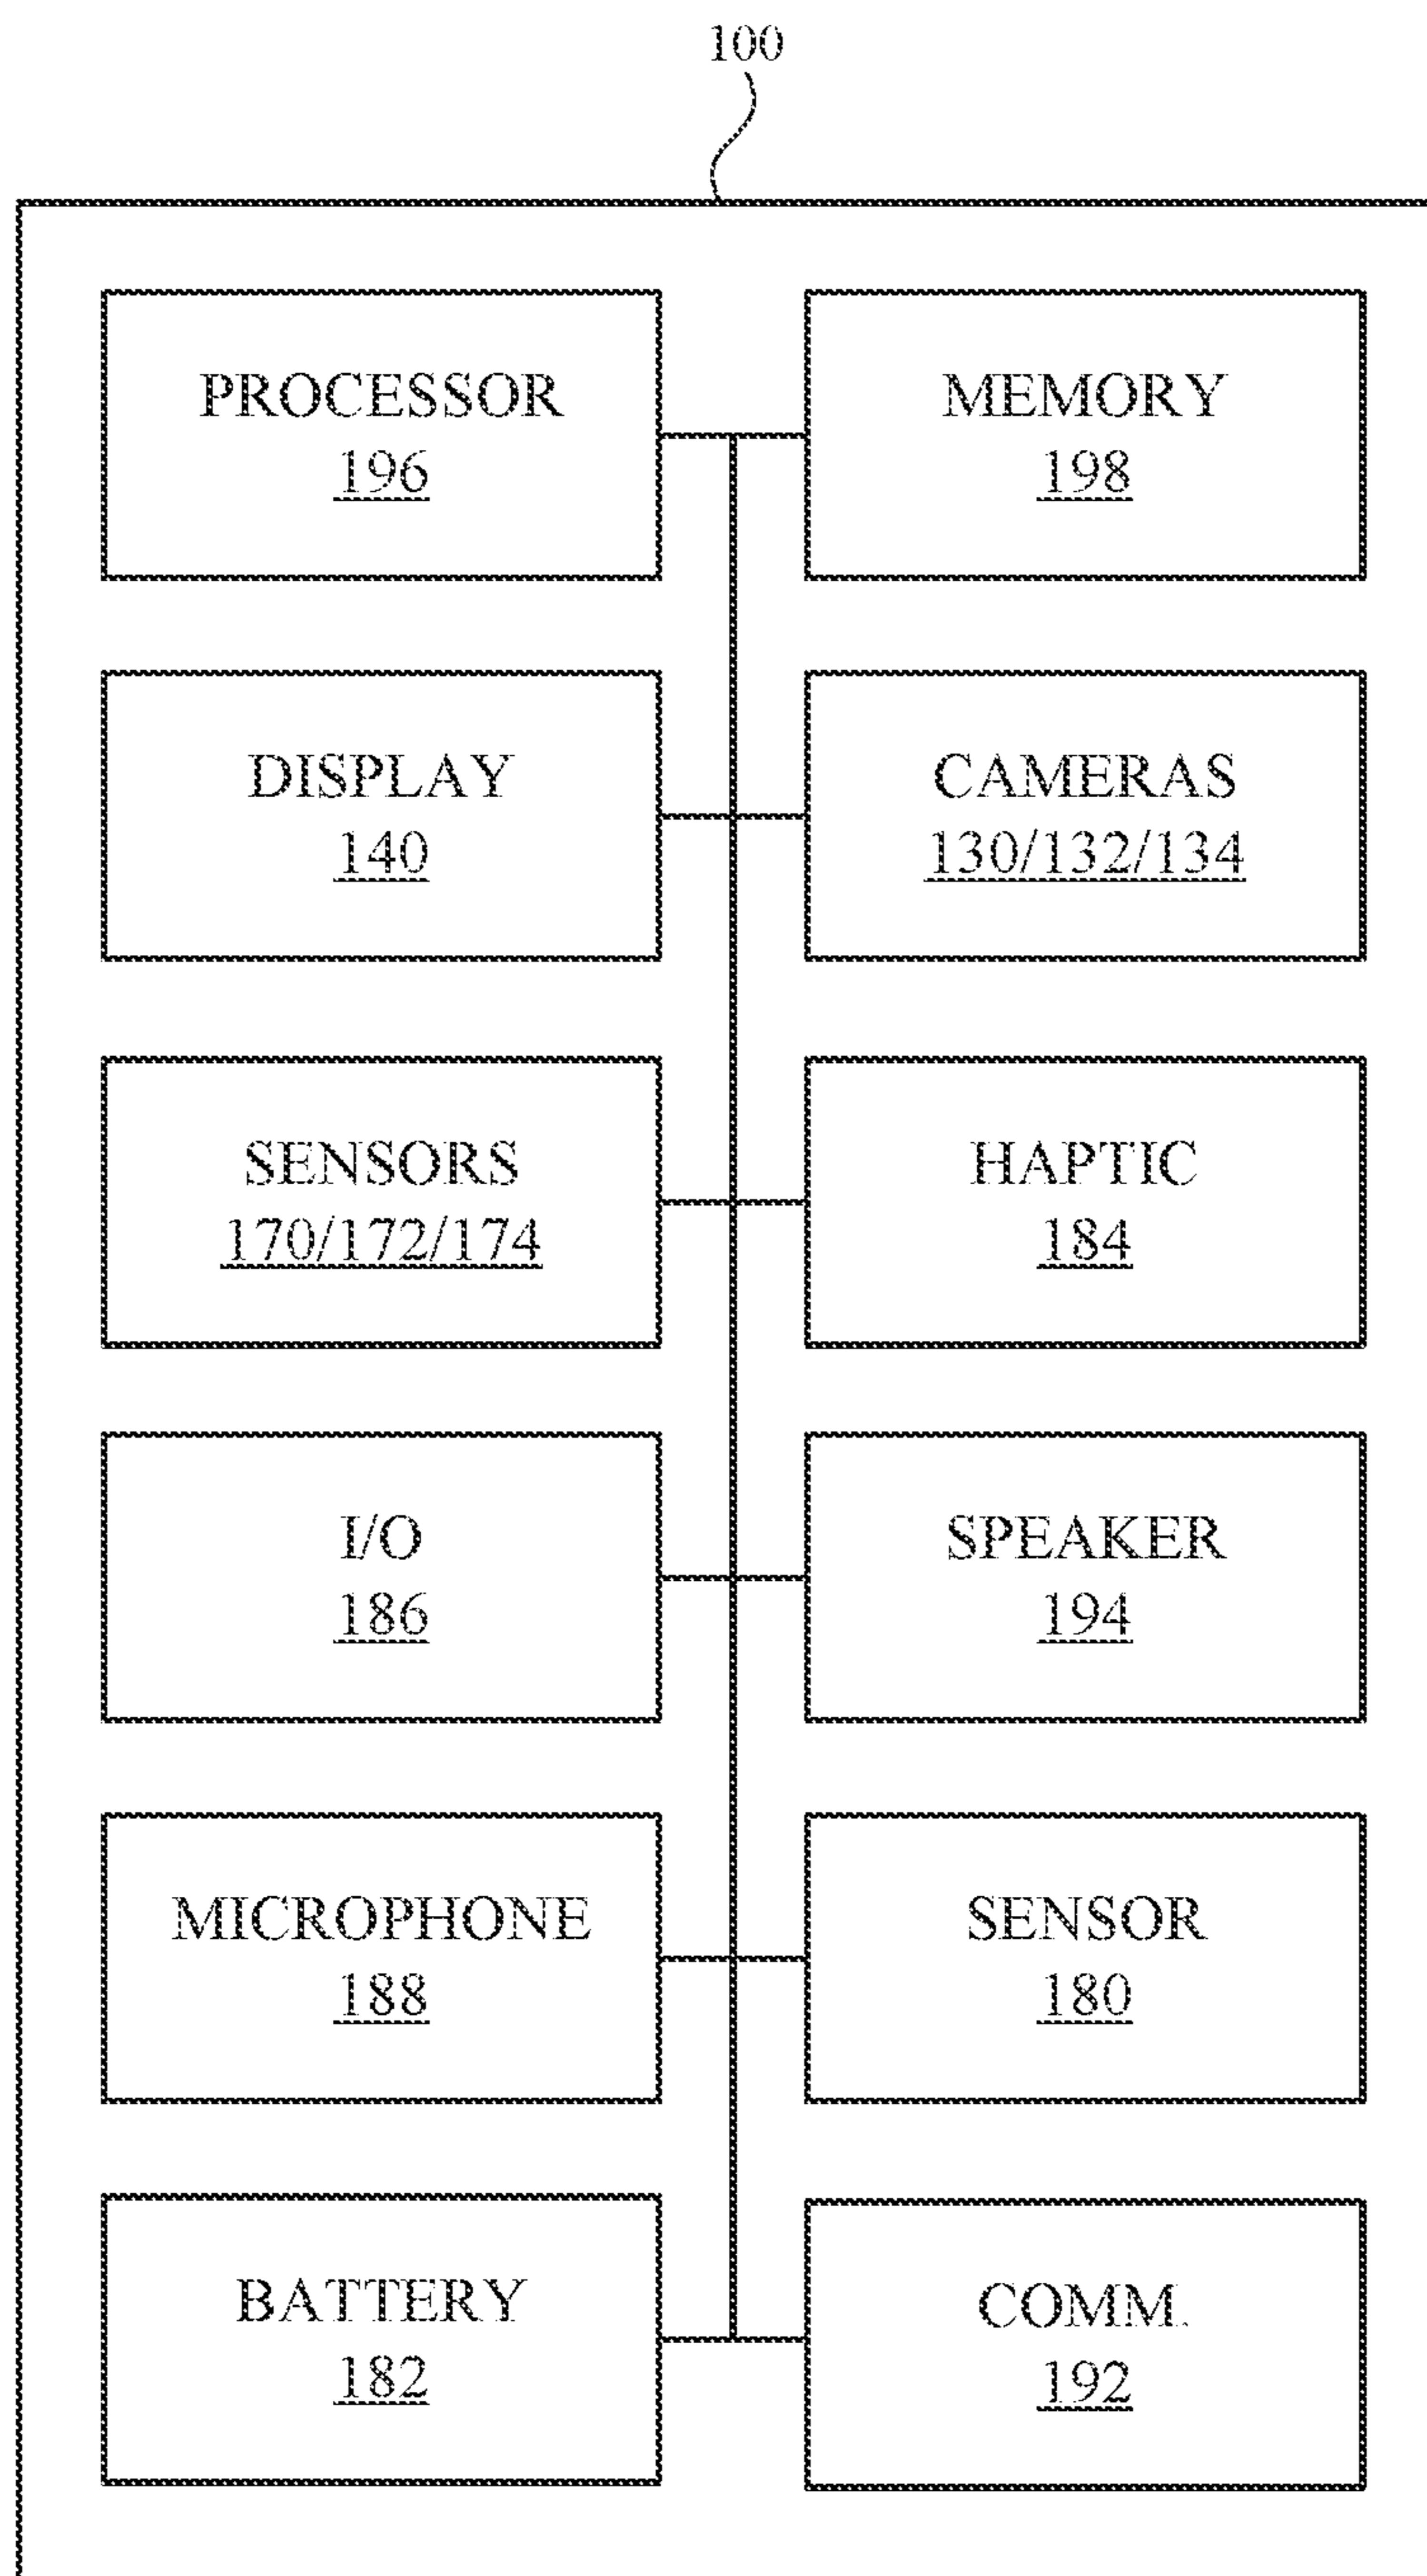 100
PROCESSOR
196
MEMORY
198
DISPLAY
140
CAMERAS
130/132/134
SENSORS
170/172/174
HAPTIC
184
I/O
186
SPEAKER
194
MICROPHONE
188
SENSOR
180
BATTERY
182
COMM.
192